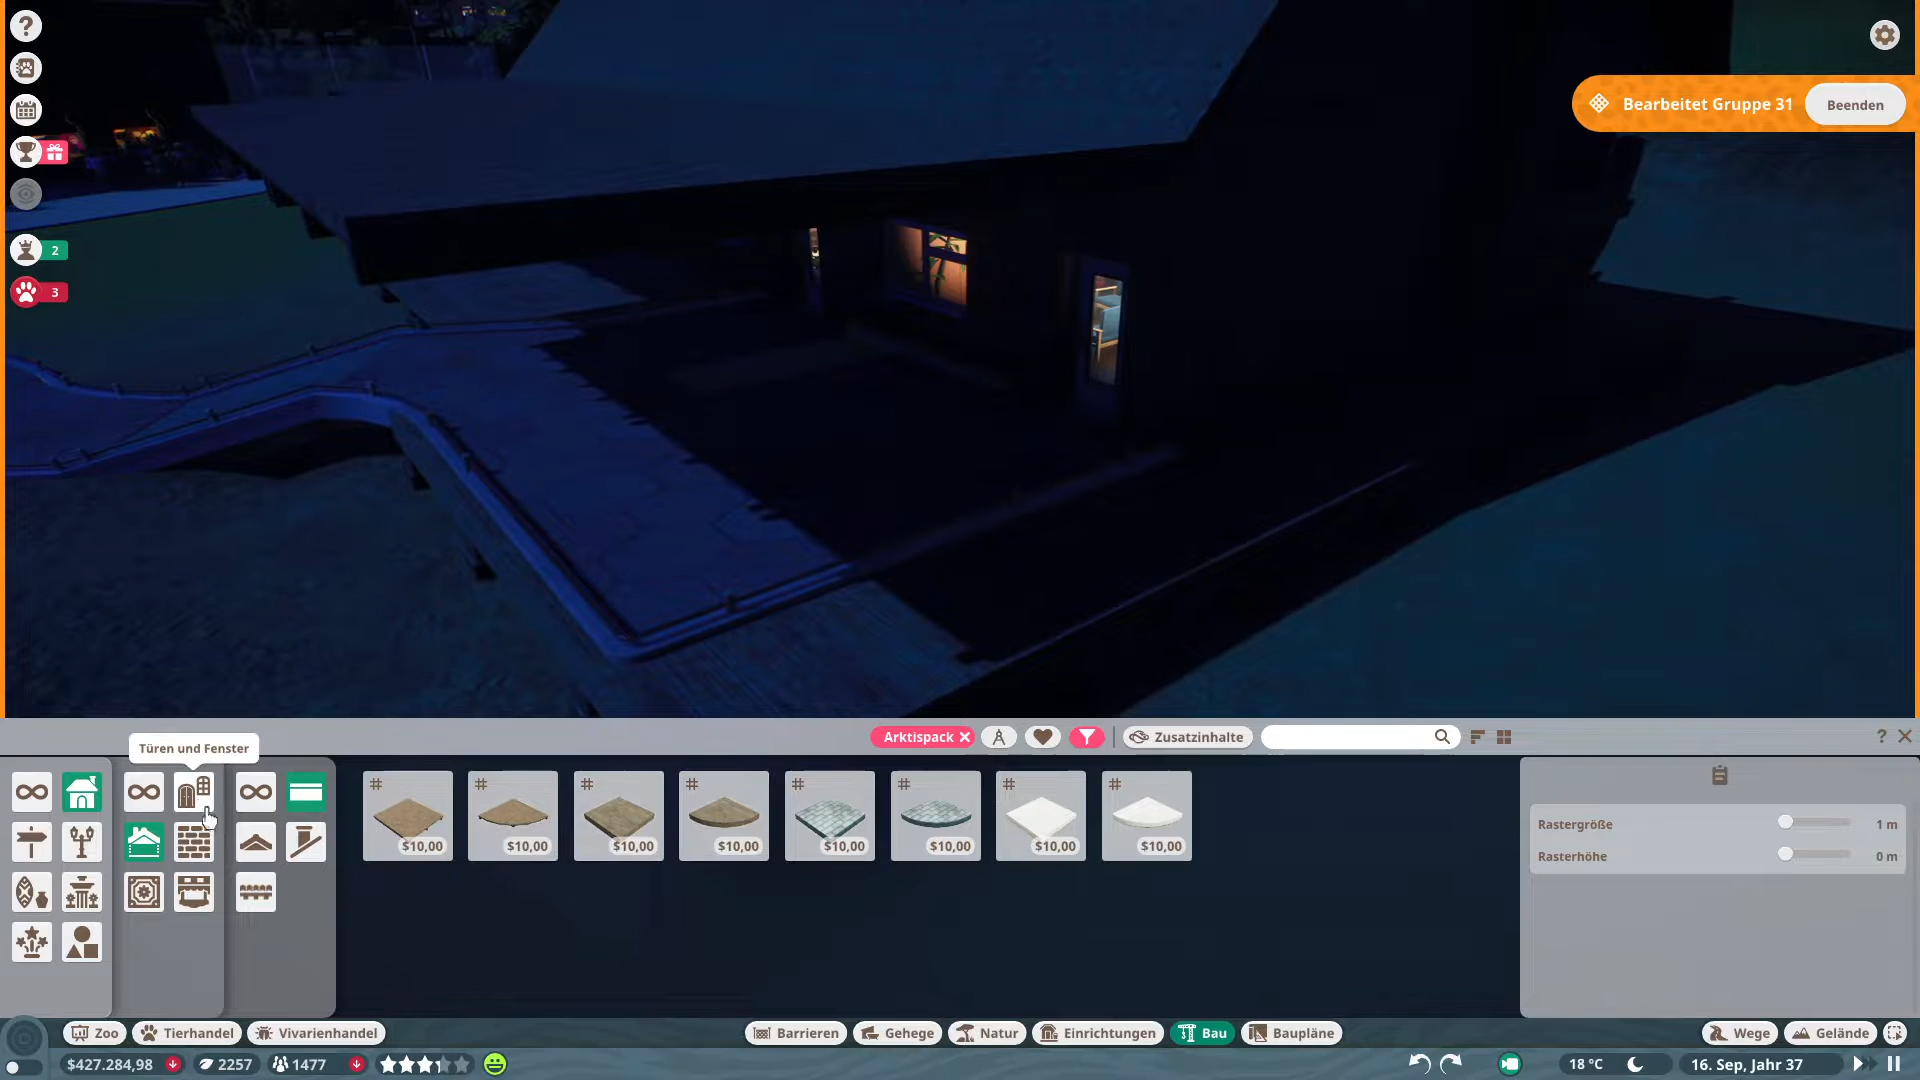 ?
Bearbeitet Gruppe 31
Beenden
2
3
Türen und Fenster
Arktispack
Zusatzinhalte
?
$10,00
$10,00
$10,00
$10,00
$10,00
$10,00
$10,00
$10,00
Rastergröße 1 m
Rasterhöhe 0 m
Zoo Tierhandel Vivarienhandel
Barrieren Gehege Natur Einrichtungen Bau Baupläne
Wege Gelände
$427.284,98 2257 1477
18 °C 16. Sep, Jahr 37